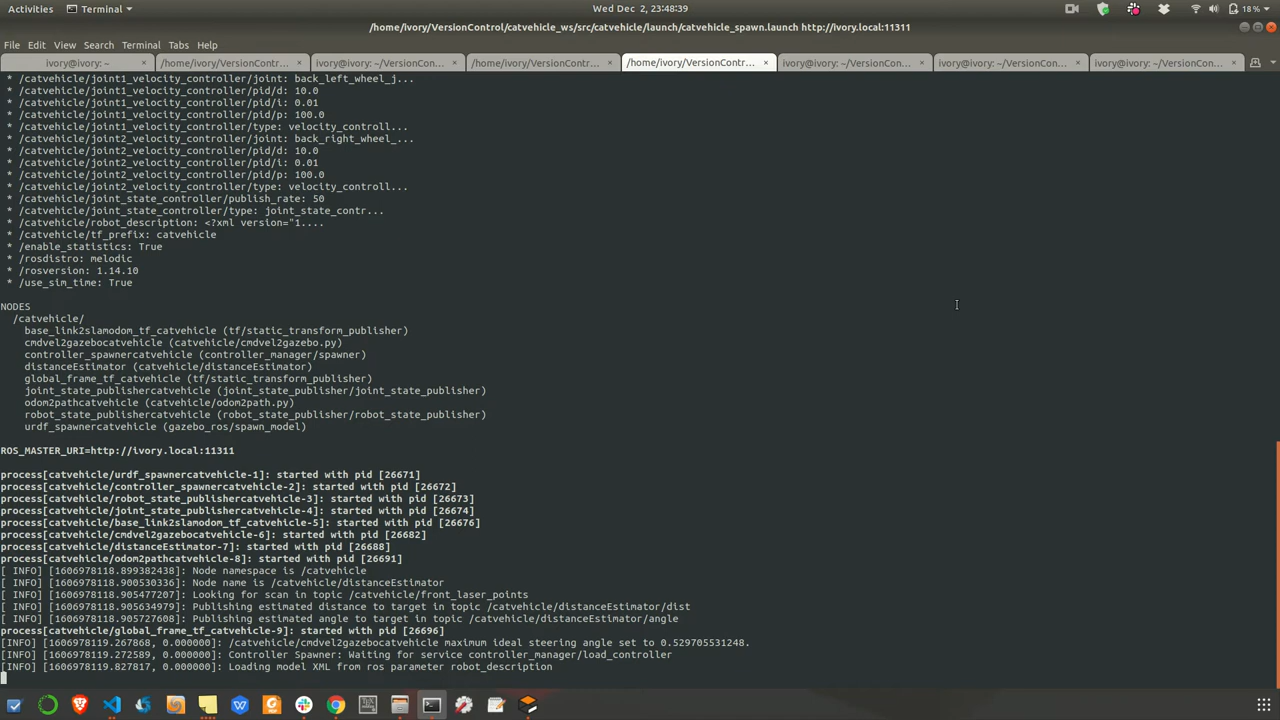 Activities
Terminal
Wed Dec 2, 23:48:39
18%
/home/ivory/VersionControl/catvehicle_ws/src/catvehicle/launch/catvehicle_spawn.launch http://ivory.local:11311
File Edit View Search Terminal Tabs Help
ivory@ivory: ~
/home/ivory/VersionContr...
ivory@ivory: ~/VersionCon...
/home/ivory/VersionContr...
/home/ivory/VersionContr...
ivory@ivory: ~/VersionCon...
ivory@ivory: ~/VersionCon...
ivory@ivory: ~/VersionCon...
* /catvehicle/joint1_velocity_controller/joint: back_left_wheel_j...
* /catvehicle/joint1_velocity_controller/pid/d: 10.0
* /catvehicle/joint1_velocity_controller/pid/i: 0.01
* /catvehicle/joint1_velocity_controller/pid/p: 100.0
* /catvehicle/joint1_velocity_controller/type: velocity_controll...
* /catvehicle/joint2_velocity_controller/joint: back_right_wheel_...
* /catvehicle/joint2_velocity_controller/pid/d: 10.0
* /catvehicle/joint2_velocity_controller/pid/i: 0.01
* /catvehicle/joint2_velocity_controller/pid/p: 100.0
* /catvehicle/joint2_velocity_controller/type: velocity_controll...
* /catvehicle/joint_state_controller/publish_rate: 50
* /catvehicle/joint_state_controller/type: joint_state_contr...
* /catvehicle/robot_description: <?xml version="1....
* /catvehicle/tf_prefix: catvehicle
* /enable_statistics: True
* /rosdistro: melodic
* /rosversion: 1.14.10
* /use_sim_time: True
NODES
/catvehicle/
base_link2slamodom_tf_catvehicle (tf/static_transform_publisher)
cmdvel2gazebocatvehicle (catvehicle/cmdvel2gazebo.py)
controller_spawnercatvehicle (controller_manager/spawner)
distanceEstimator (catvehicle/distanceEstimator)
global_frame_tf_catvehicle (tf/static_transform_publisher)
joint_state_publishercatvehicle (joint_state_publisher/joint_state_publisher)
odom2pathcatvehicle (catvehicle/odom2path.py)
robot_state_publishercatvehicle (robot_state_publisher/robot_state_publisher)
urdf_spawnercatvehicle (gazebo_ros/spawn_model)
ROS_MASTER_URI=http://ivory.local:11311
process[catvehicle/urdf_spawnercatvehicle-1]: started with pid [26671]
process[catvehicle/controller_spawnercatvehicle-2]: started with pid [26672]
process[catvehicle/robot_state_publishercatvehicle-3]: started with pid [26673]
process[catvehicle/joint_state_publishercatvehicle-4]: started with pid [26674]
process[catvehicle/base_link2slamodom_tf_catvehicle-5]: started with pid [26676]
process[catvehicle/cmdvel2gazebocatvehicle-6]: started with pid [26682]
process[catvehicle/distanceEstimator-7]: started with pid [26688]
process[catvehicle/odom2pathcatvehicle-8]: started with pid [26691]
[ INFO] [1606978118.899382438]: Node namespace is /catvehicle
[ INFO] [1606978118.900530336]: Node name is /catvehicle/distanceEstimator
[ INFO] [1606978118.905477207]: Looking for scan in topic /catvehicle/front_laser_points
[ INFO] [1606978118.905634979]: Publishing estimated distance to target in topic /catvehicle/distanceEstimator/dist
[ INFO] [1606978118.905727608]: Publishing estimated angle to target in topic /catvehicle/distanceEstimator/angle
process[catvehicle/global_frame_tf_catvehicle-9]: started with pid [26696]
[INFO] [1606978119.267868, 0.000000]: /catvehicle/cmdvel2gazebocatvehicle maximum ideal steering angle set to 0.529705531248.
[INFO] [1606978119.272589, 0.000000]: Controller Spawner: Waiting for service controller_manager/load_controller
[INFO] [1606978119.827817, 0.000000]: Loading model XML from ros parameter robot_description